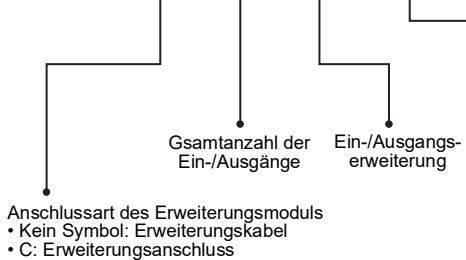 Gsamtanzahl der
Ein-/Ausgänge
Ein-/Ausgangs-
erweiterung
Anschlussart des Erweiterungsmoduls
• Kein Symbol: Erweiterungskabel
• C: Erweiterungsanschluss